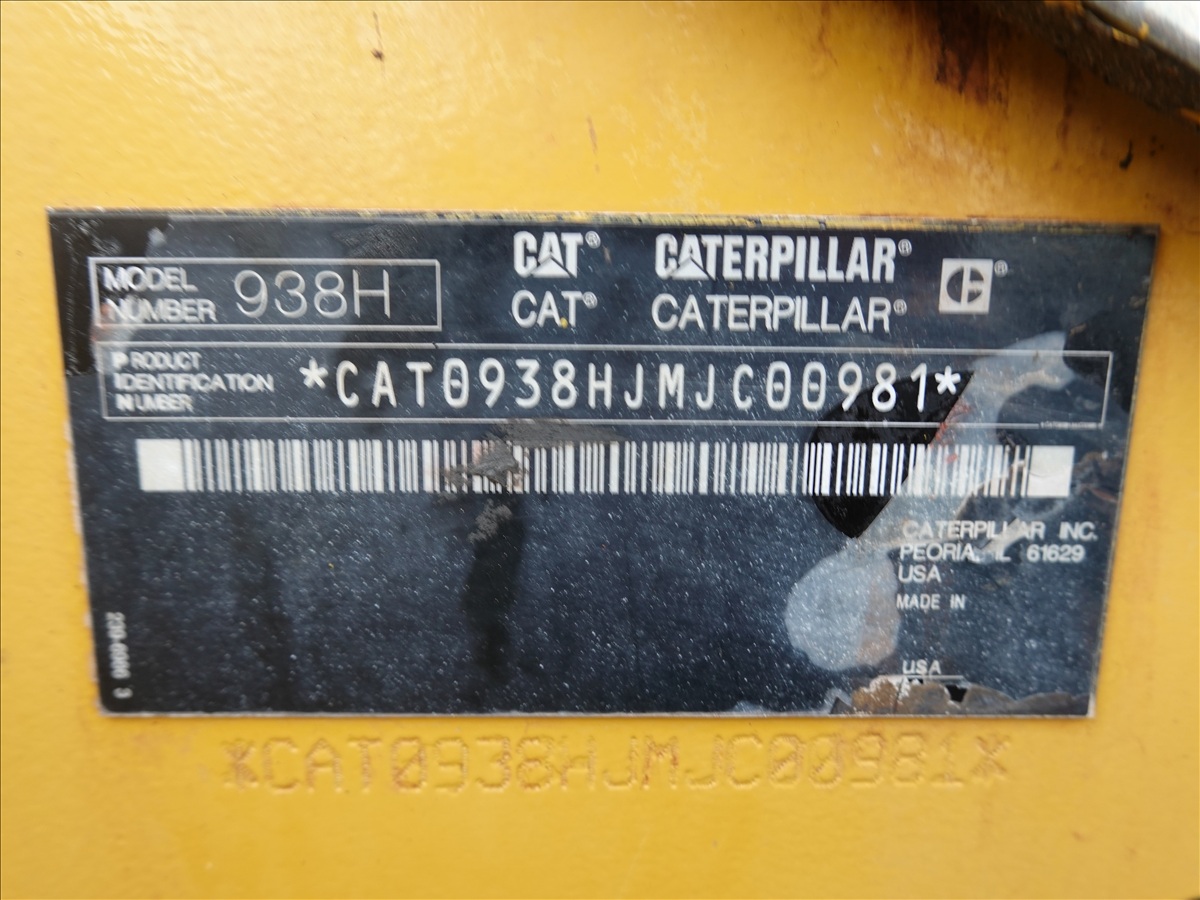 CAT® CATERPILLAR®
MODEL NUMBER 938H
CAT® CATERPILLAR®
PRODUCT
IDENTIFICATION
NUMBER
*CAT0938HJMJC00981*
CATERPILLAR INC.
PEORIA, IL 61629
USA
MADE IN
USA
*CAT0938HJMJC00981*